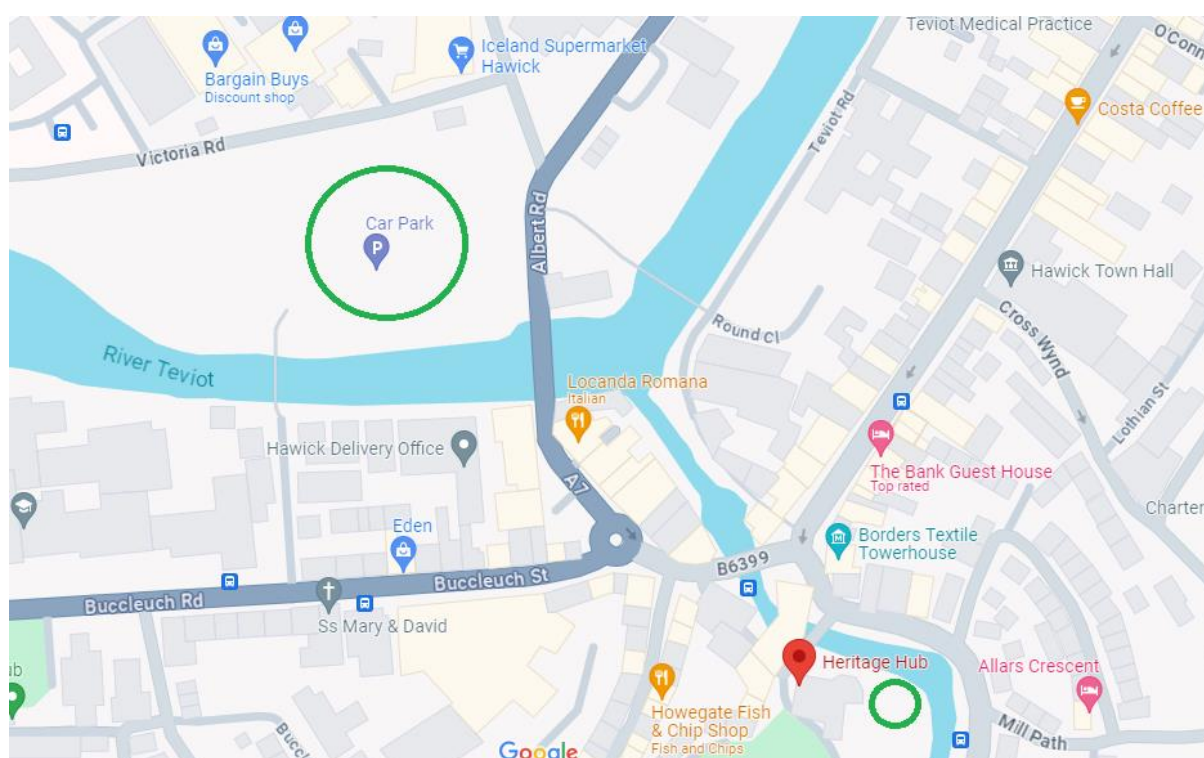 Teviot Medical Practice
O'Conn
Iceland Supermarket
Hawick
Bargain Buys
Discount shop
Costa Coffee
Victoria Rd
Teviot Rd
Car Park
P
Albert Rd
Hawick Town Hall
Cross Wynd
Round Cl
River Teviot
Locanda Romana
Italian
Lothian St
Hawick Delivery Office
The Bank Guest House
Top rated
A7
Charter
Eden
Borders Textile
Towerhouse
M
B6399
Buccleuch St
Buccleuch Rd
Ss Mary & David
ub
Heritage Hub
Allars Crescent
Howegate Fish
& Chip Shop
Fish and Chips
Mill Path
Buccl
Google